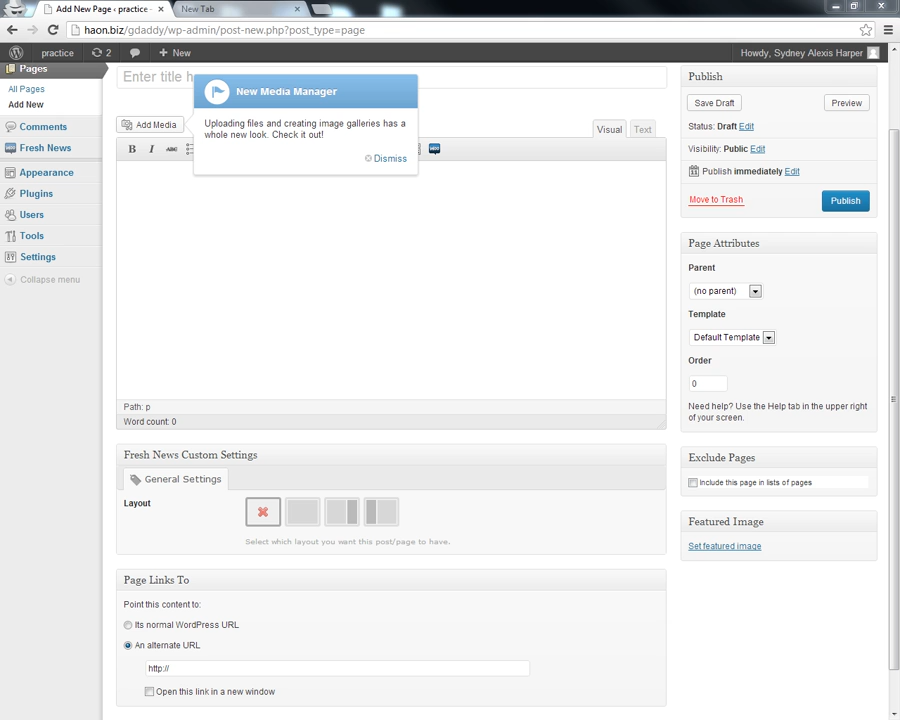 Add New Page ‹ practice -
New Tab
haon.biz/gdaddy/wp-admin/post-new.php?post_type=page
practice
2
New
Howdy, Sydney Alexis Harper
Pages
All Pages
Add New
Comments
Fresh News
Appearance
Plugins
Users
Tools
Settings
Collapse menu
Enter title h
New Media Manager
Uploading files and creating image galleries has a
whole new look. Check it out!
Dismiss
Add Media
Visual
Text
B I ABC
Path: p
Word count: 0
Fresh News Custom Settings
General Settings
Layout
Select which layout you want this post/page to have.
Page Links To
Point this content to:
Its normal WordPress URL
An alternate URL
http://
Open this link in a new window
Publish
Save Draft
Preview
Status: Draft Edit
Visibility: Public Edit
Publish immediately Edit
Move to Trash
Publish
Page Attributes
Parent
(no parent)
Template
Default Template
Order
0
Need help? Use the Help tab in the upper right
of your screen.
Exclude Pages
Include this page in lists of pages
Featured Image
Set featured image